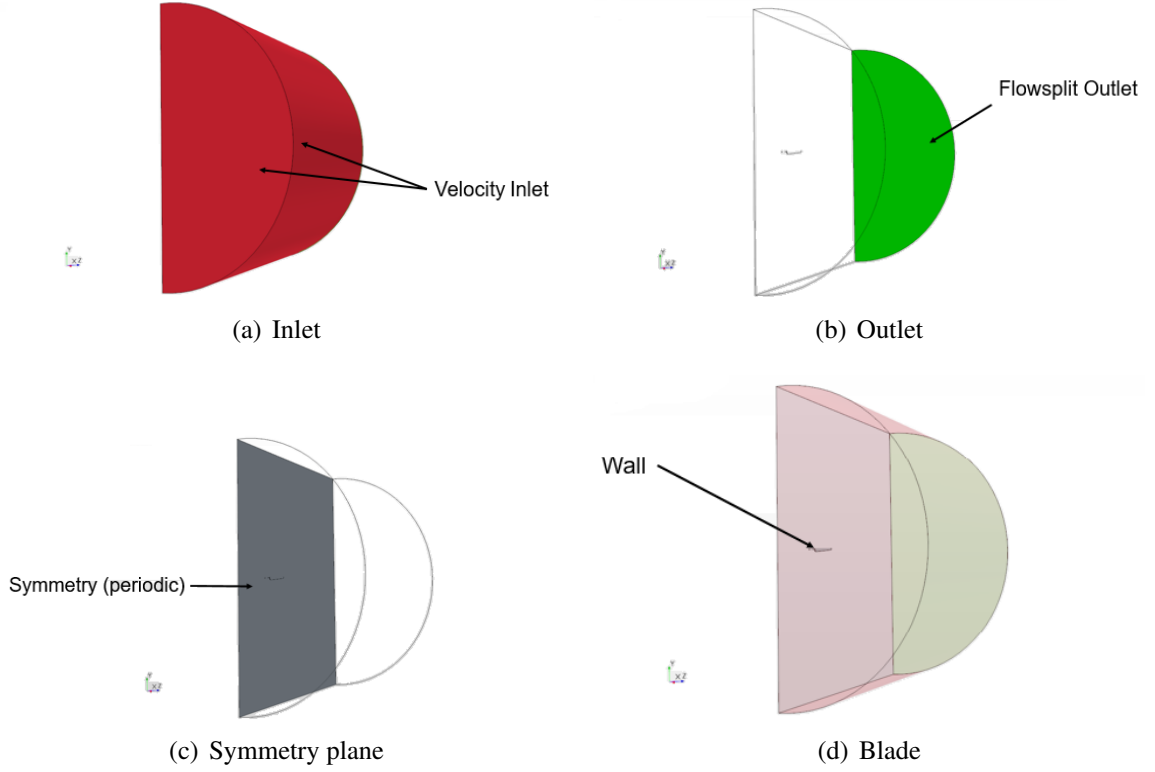 Velocity Inlet
Y
X Z
(a) Inlet
Flowsplit Outlet
Y
X Z
(b) Outlet
Symmetry (periodic)
Y
X Z
(c) Symmetry plane
Wall
Y
X Z
(d) Blade